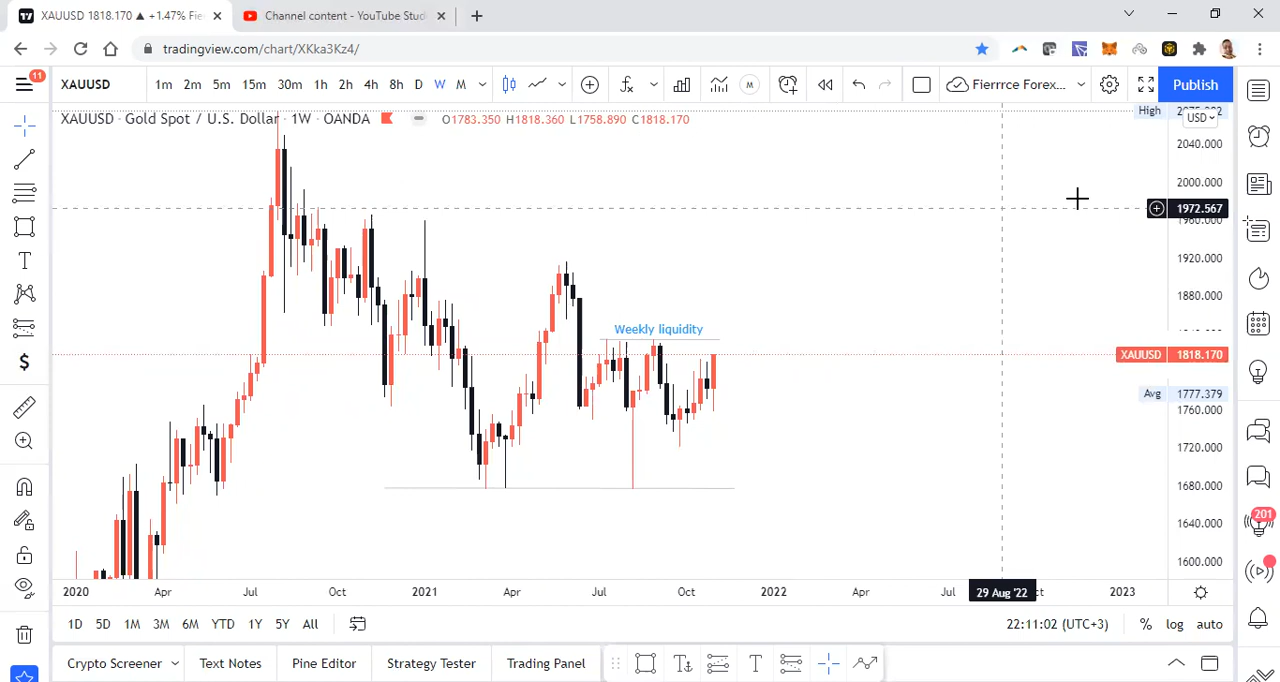 XAUUSD 1818.170 ▲ +1.47% Fie
Channel content - YouTube Stud
tradingview.com/chart/XKka3Kz4/
11
XAUUSD
1m 2m 5m 15m 30m 1h 2h 4h 8h D W M
M
Fierrrce Forex...
Publish
XAUUSD · Gold Spot / U.S. Dollar · 1W · OANDA O1783.350 H1818.360 L1758.890 C1818.170
High
USD
2040.000
2000.000
1972.567
1920.000
1880.000
Weekly liquidity
XAUUSD 1818.170
Avg 1777.379
1760.000
1720.000
1680.000
1640.000
1600.000
201
2020 Apr Jul Oct 2021 Apr Jul Oct 2022 Apr Jul 29 Aug '22 2023
1D 5D 1M 3M 6M YTD 1Y 5Y All
22:11:02 (UTC+3) % log auto
Crypto Screener Text Notes Pine Editor Strategy Tester Trading Panel